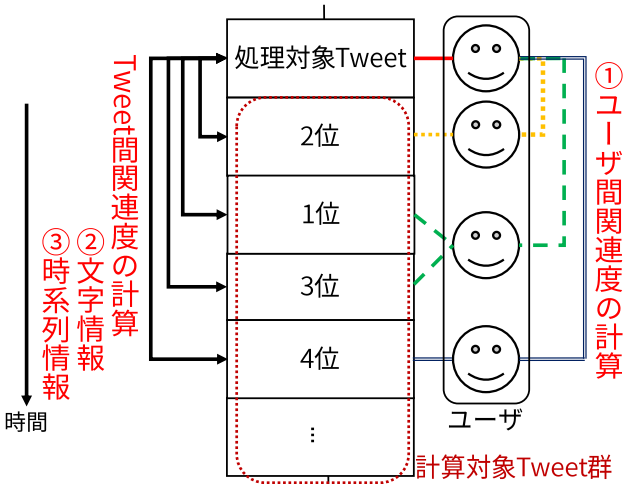 処理対象Tweet
2位
1位
3位
4位
⋮
ユーザ
計算対象Tweet群
①ユーザ間関連度の計算
Tweet間関連度の計算
②文字情報
③時系列情報
時間